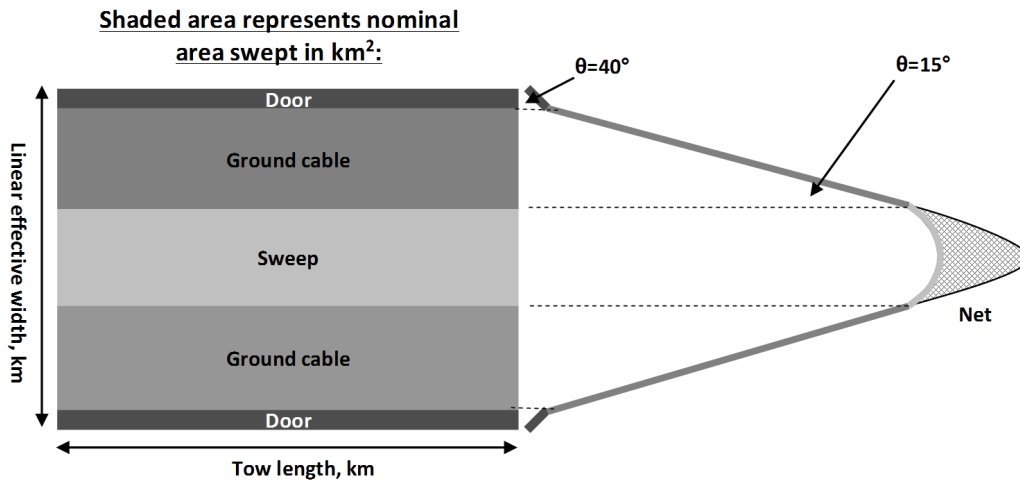 Shaded area represents nominal
area swept in km²:
θ=40°
θ=15°
Door
Ground cable
Sweep
Ground cable
Door
Net
Linear effective width, km
Tow length, km